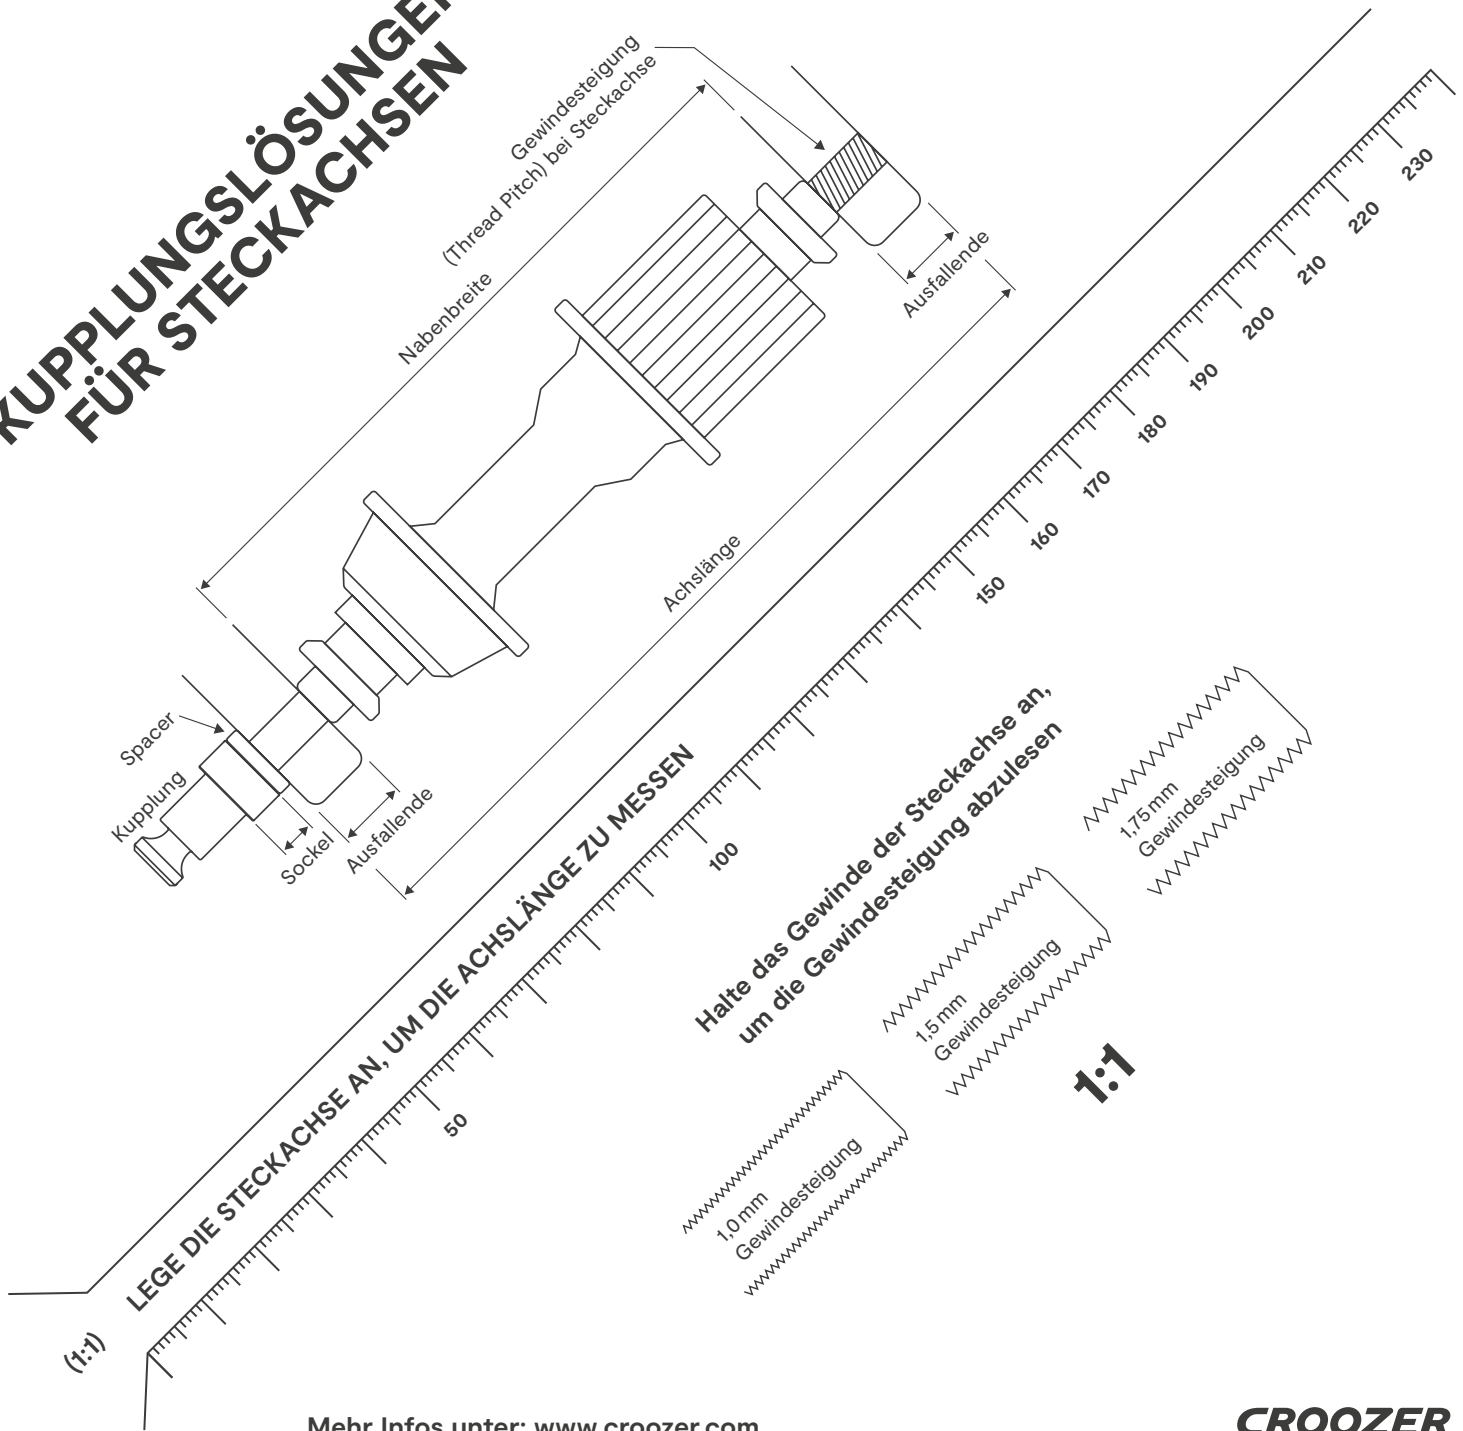 KUPPLUNGSLÖSUNGEN
FÜR STECKACHSEN
Gewindesteigung
(Thread Pitch) bei Steckachse
Nabenbreite
Ausfallende
Achslänge
Spacer
Kupplung
Sockel
Ausfallende
LEGE DIE STECKACHSE AN, UM DIE ACHSLÄNGE ZU MESSEN
(1:1)
50
100
150
160
170
180
190
200
210
220
230
Halte das Gewinde der Steckachse an,
um die Gewindesteigung abzulesen
1,0 mm
Gewindesteigung
1,5 mm
Gewindesteigung
1,75 mm
Gewindesteigung
1:1
Mehr Infos unter: www.croozer.com
CROOZER